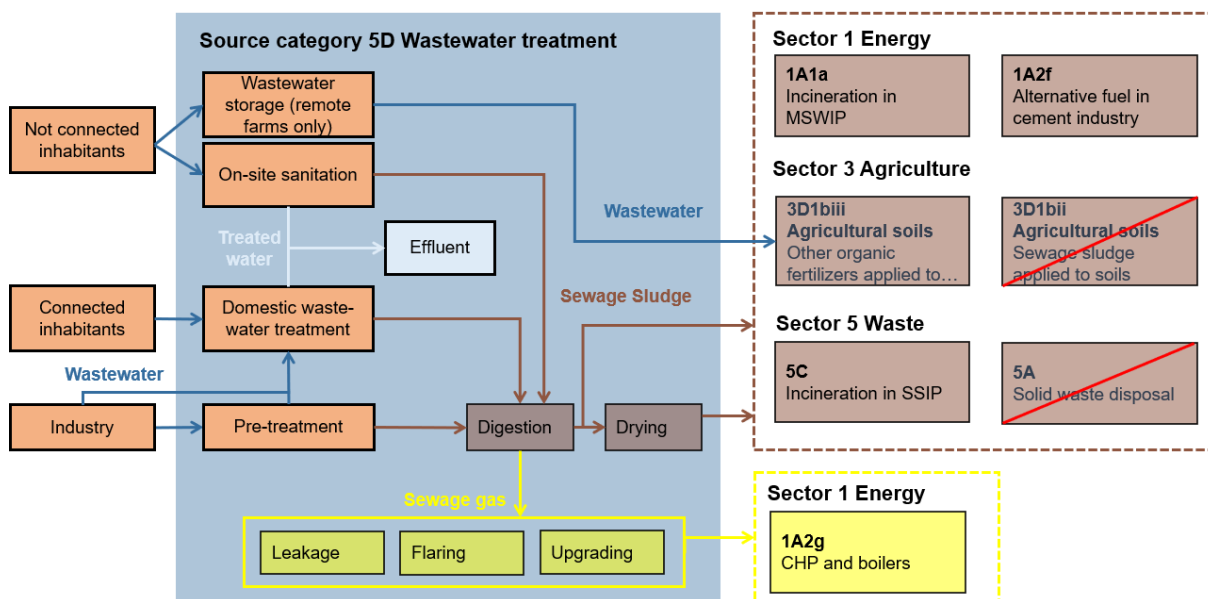 Source category 5D Wastewater treatment
Not connected
inhabitants
Wastewater
storage (remote
farms only)
On-site sanitation
Treated
water
Effluent
Connected
inhabitants
Domestic waste-
water treatment
Wastewater
Industry
Pre-treatment
Digestion
Drying
Sewage gas
Leakage
Flaring
Upgrading
Wastewater
Sewage Sludge
Sector 1 Energy
1A1a
Incineration in
MSWIP
1A2f
Alternative fuel in
cement industry
Sector 3 Agriculture
3D1biii
Agricultural soils
Other organic
fertilizers applied to…
3D1bii
Agricultural soils
Sewage sludge
applied to soils
Sector 5 Waste
5C
Incineration in SSIP
5A
Solid waste disposal
Sector 1 Energy
1A2g
CHP and boilers